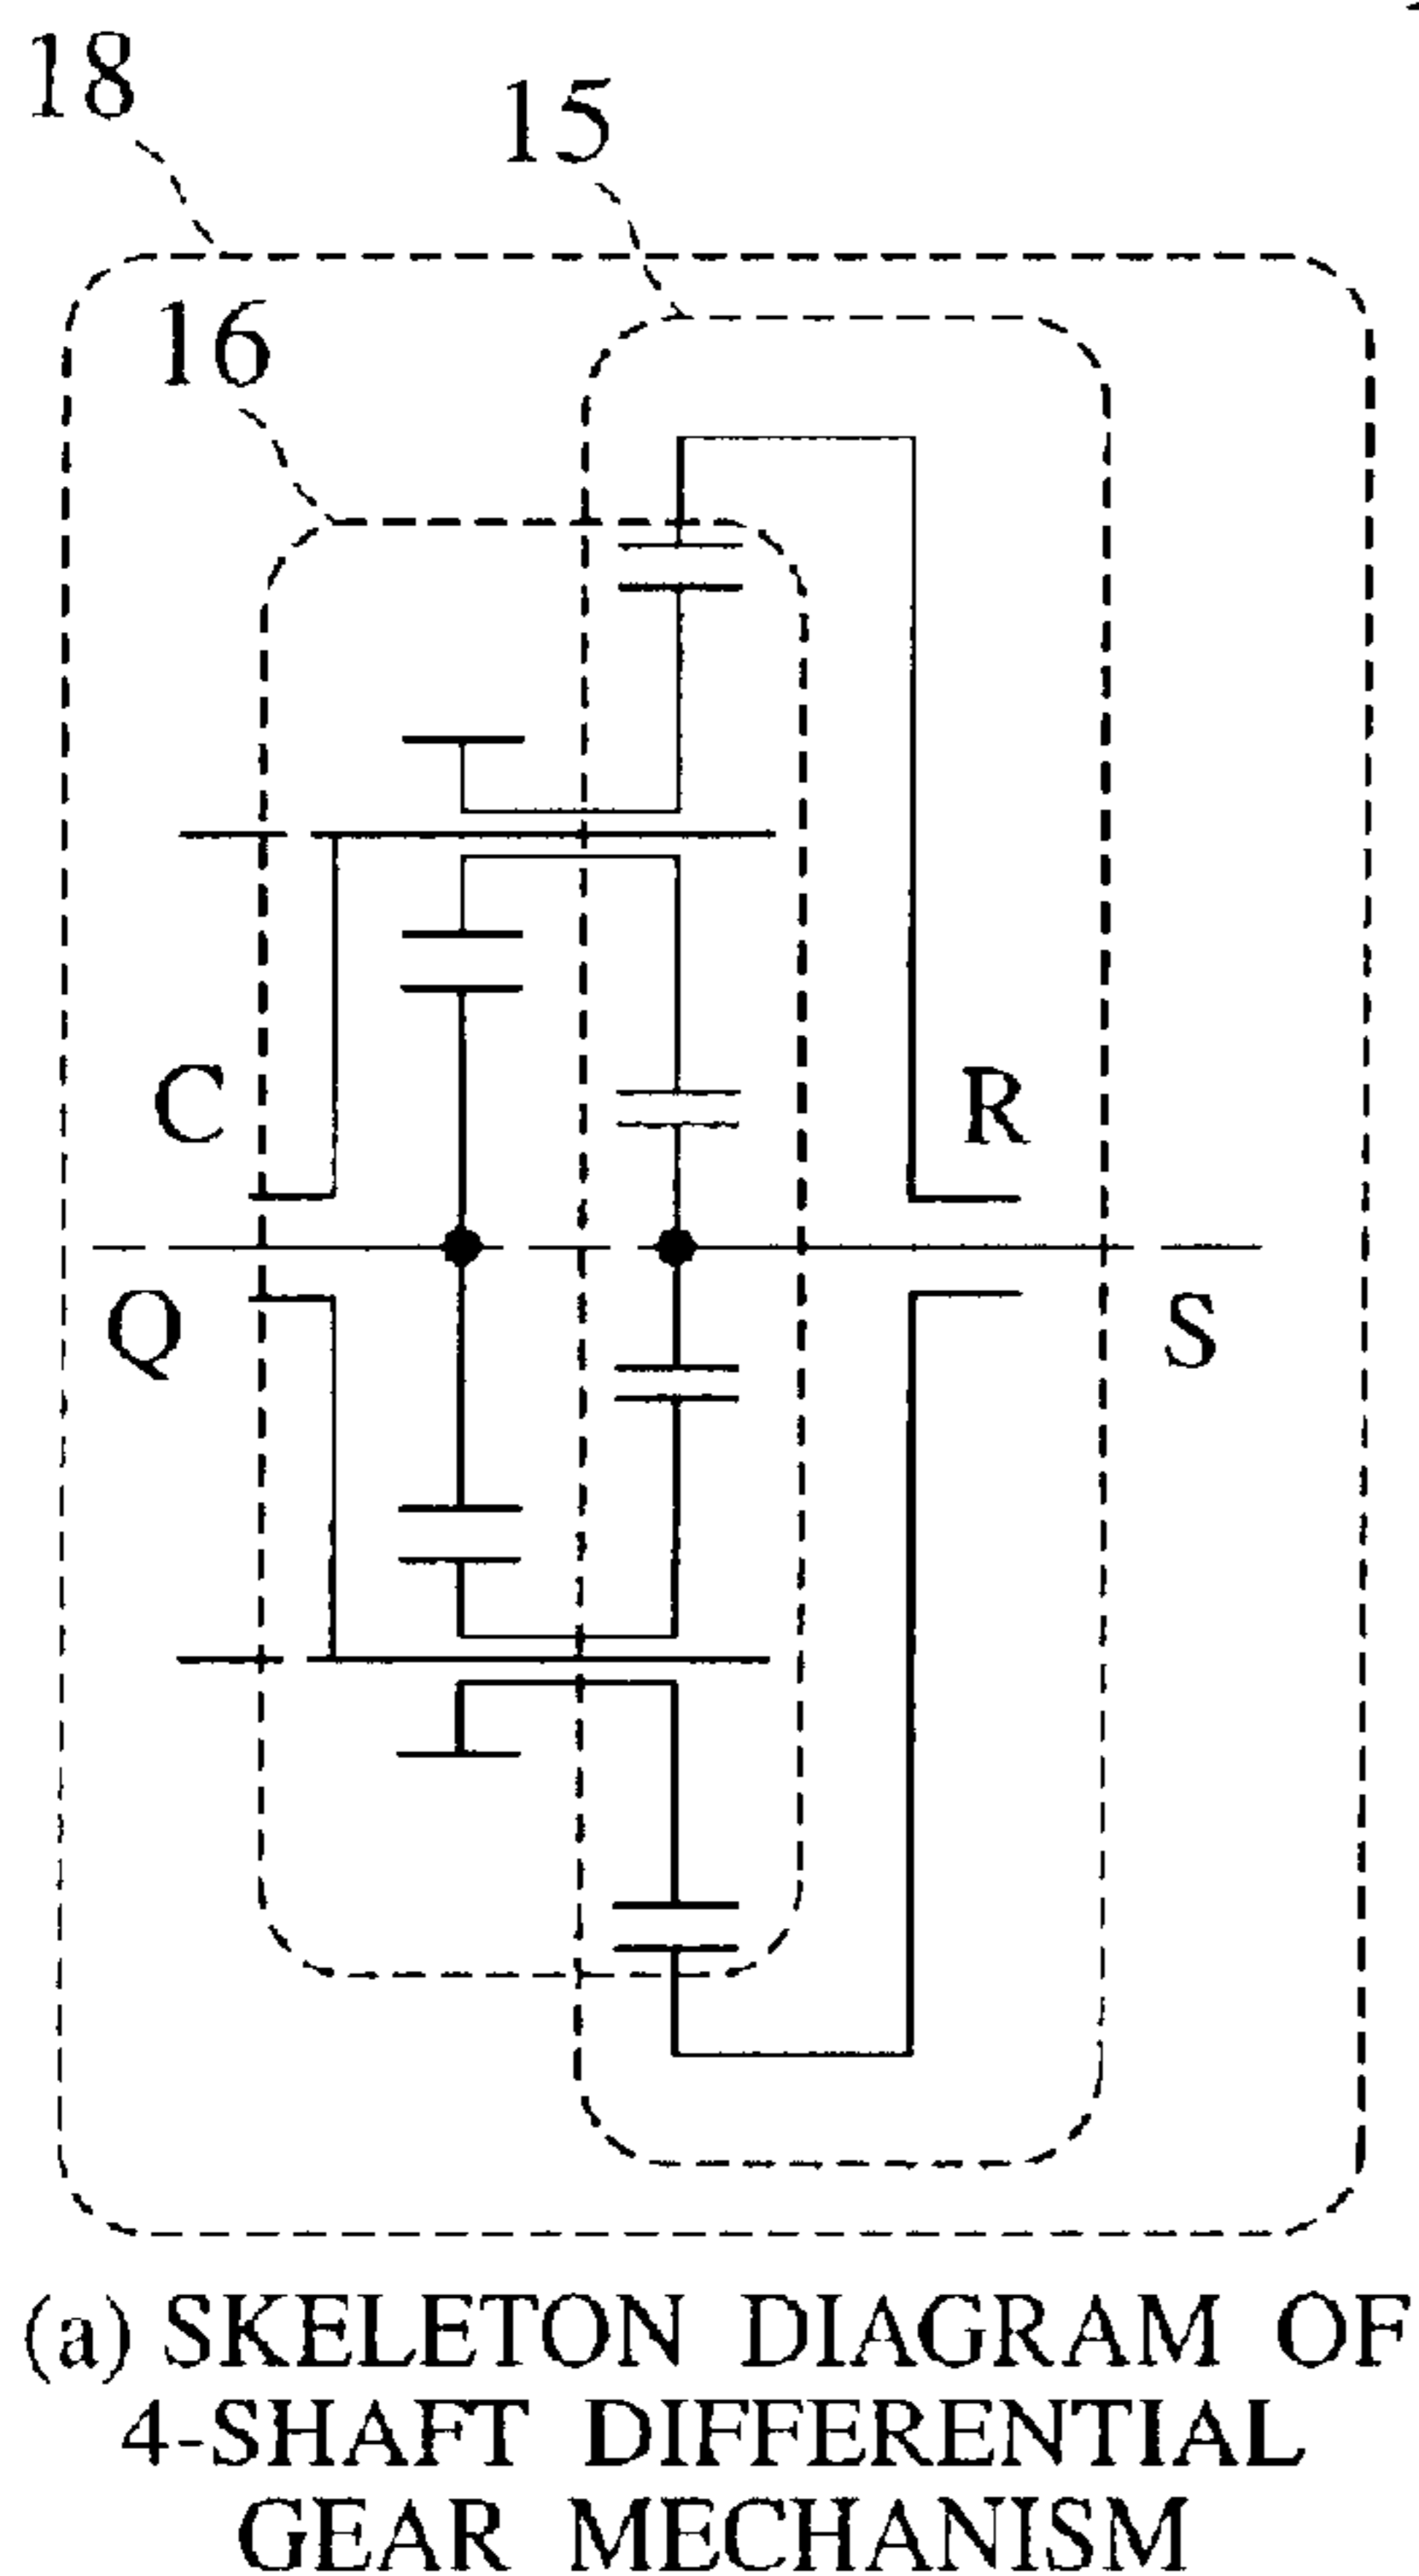 18
15
16
C
R
Q
S
(a) SKELETON DIAGRAM OF
4-SHAFT DIFFERENTIAL
GEAR MECHANISM